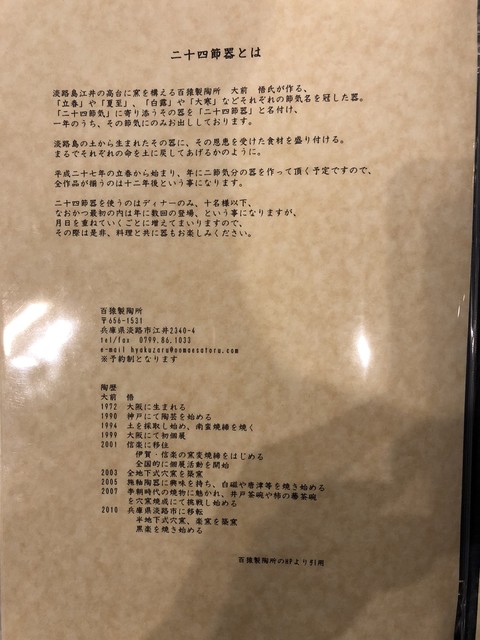 二十四節器とは
淡路島江井の高台に窯を構える百猿製陶所 大前 悟氏が作る、
「立春」や「夏至」、「白露」や「大寒」などそれぞれの節気名を冠した器。
「二十四節気」に寄り添うその器を「二十四節器」と名付け、
一年のうち、その節気にのみお出ししております。
淡路島の土から生まれたその器に、その恩恵を受けた食材を盛り付ける。
まるでそれぞれの命を土に戻してあげるかのように。
平成二十七年の立春から始まり、年に二節気分の器を作って頂く予定ですので、
全作品が揃うのは十二年後という事になります。
二十四節器を使うのはディナーのみ、十名様以下、
なおかつ最初の内は年に数回の登場、という事になりますが、
月日を重ねていくごとに増えてまいりますので、
その際は是非、料理と共に器もお楽しみください。
百猿製陶所
〒656-1531
兵庫県淡路市江井2340-4
tel/fax 0799.86.1033
e-mail hyakuzaru@oomaesatoru.com
※予約制となります
陶歴
大前 悟
1972 大阪に生まれる
1990 神戸にて陶芸を始める
1994 土を採取し始め、南蛮焼締を焼く
1999 大阪にて初個展
2001 信楽に移住
伊賀・信楽の窯変焼締をはじめる
全国的に個展活動を開始
2003 全地下式穴窯を築窯
2005 施釉陶器に興味を持ち、白磁や唐津等を焼き始める
2007 李朝時代の焼物に魅かれ、井戸茶碗や柿の蔕茶碗
を穴窯焼成にて挑戦し始める
2010 兵庫県淡路市に移転
半地下式穴窯、楽窯を築窯
黒楽を焼き始める
百猿製陶所のHPより引用